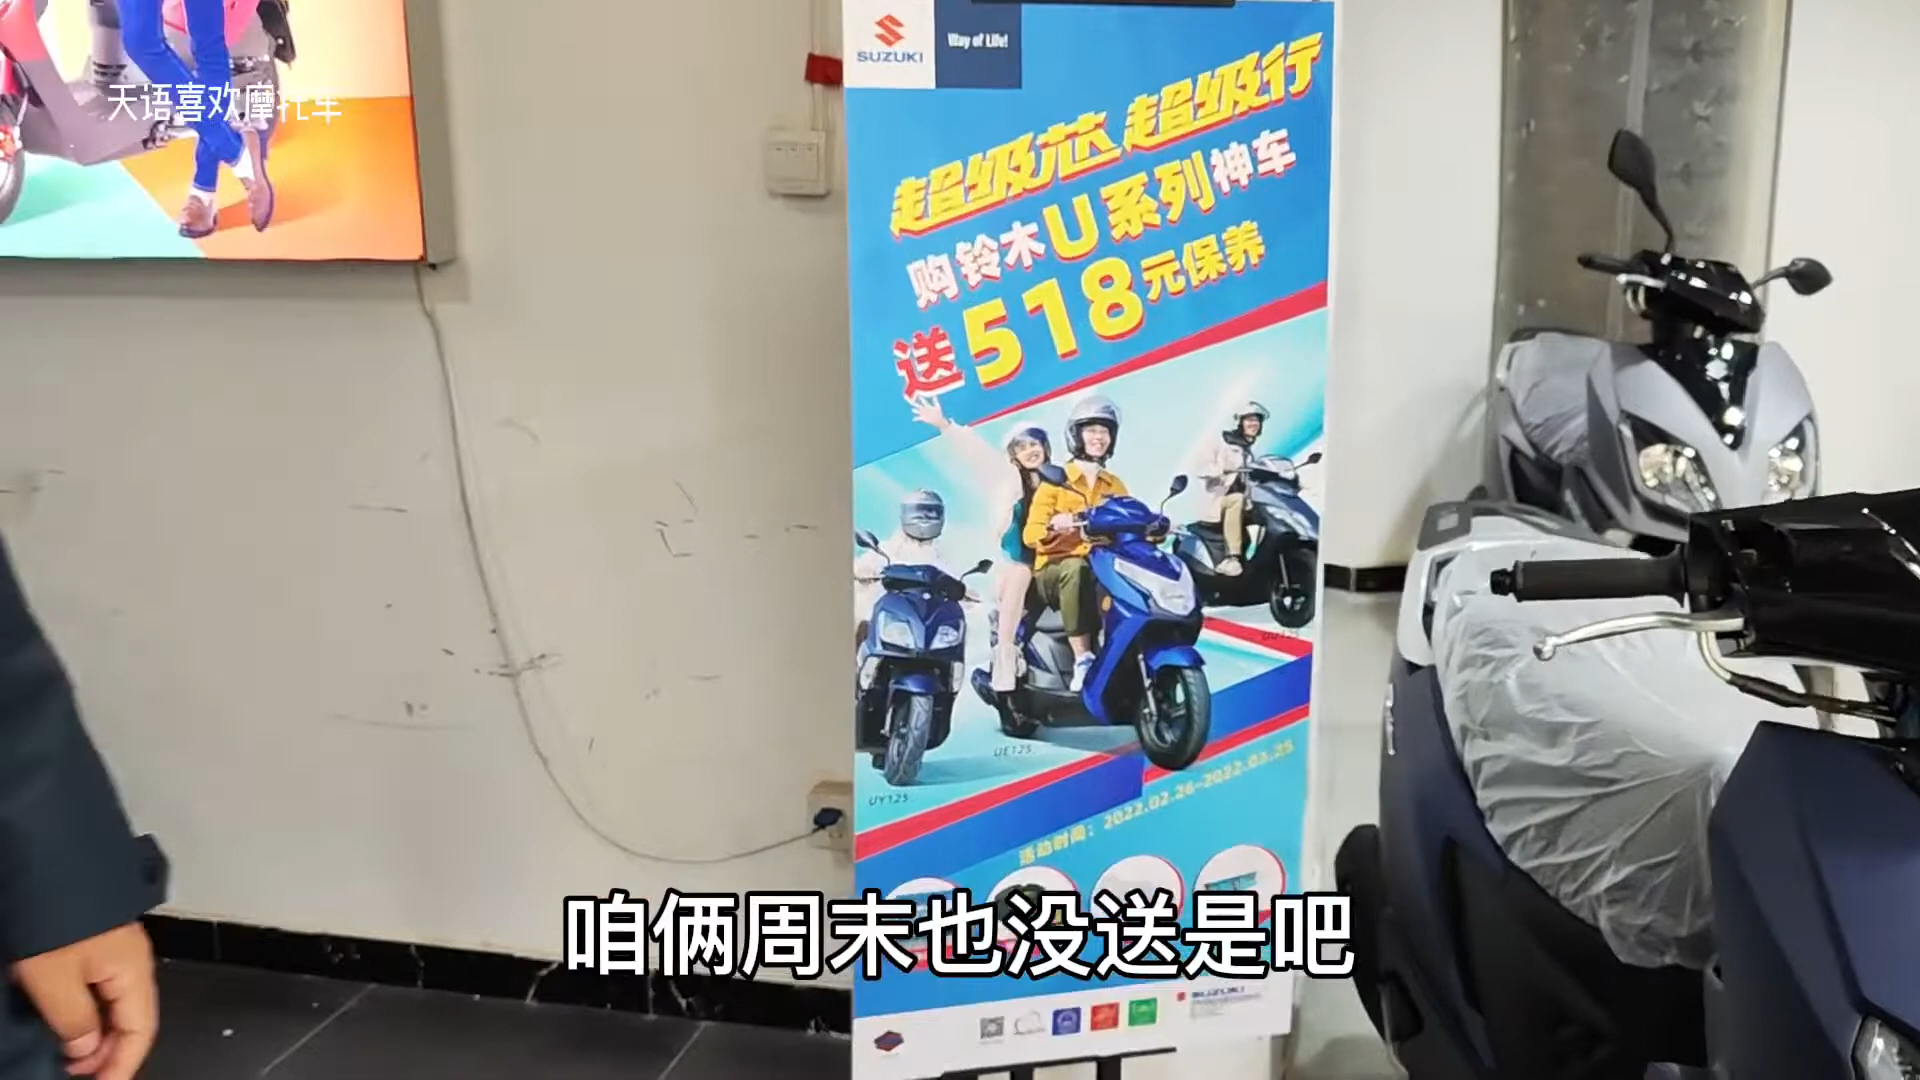 天语喜欢摩托车
SUZUKI
Way of Life!
超级芯 超级行
购铃木U系列神车
送518元保养
UE125
UY125
UU125
活动时间：2022.02.26-2022.03.25
咱俩周末也没送是吧
SUZUKI